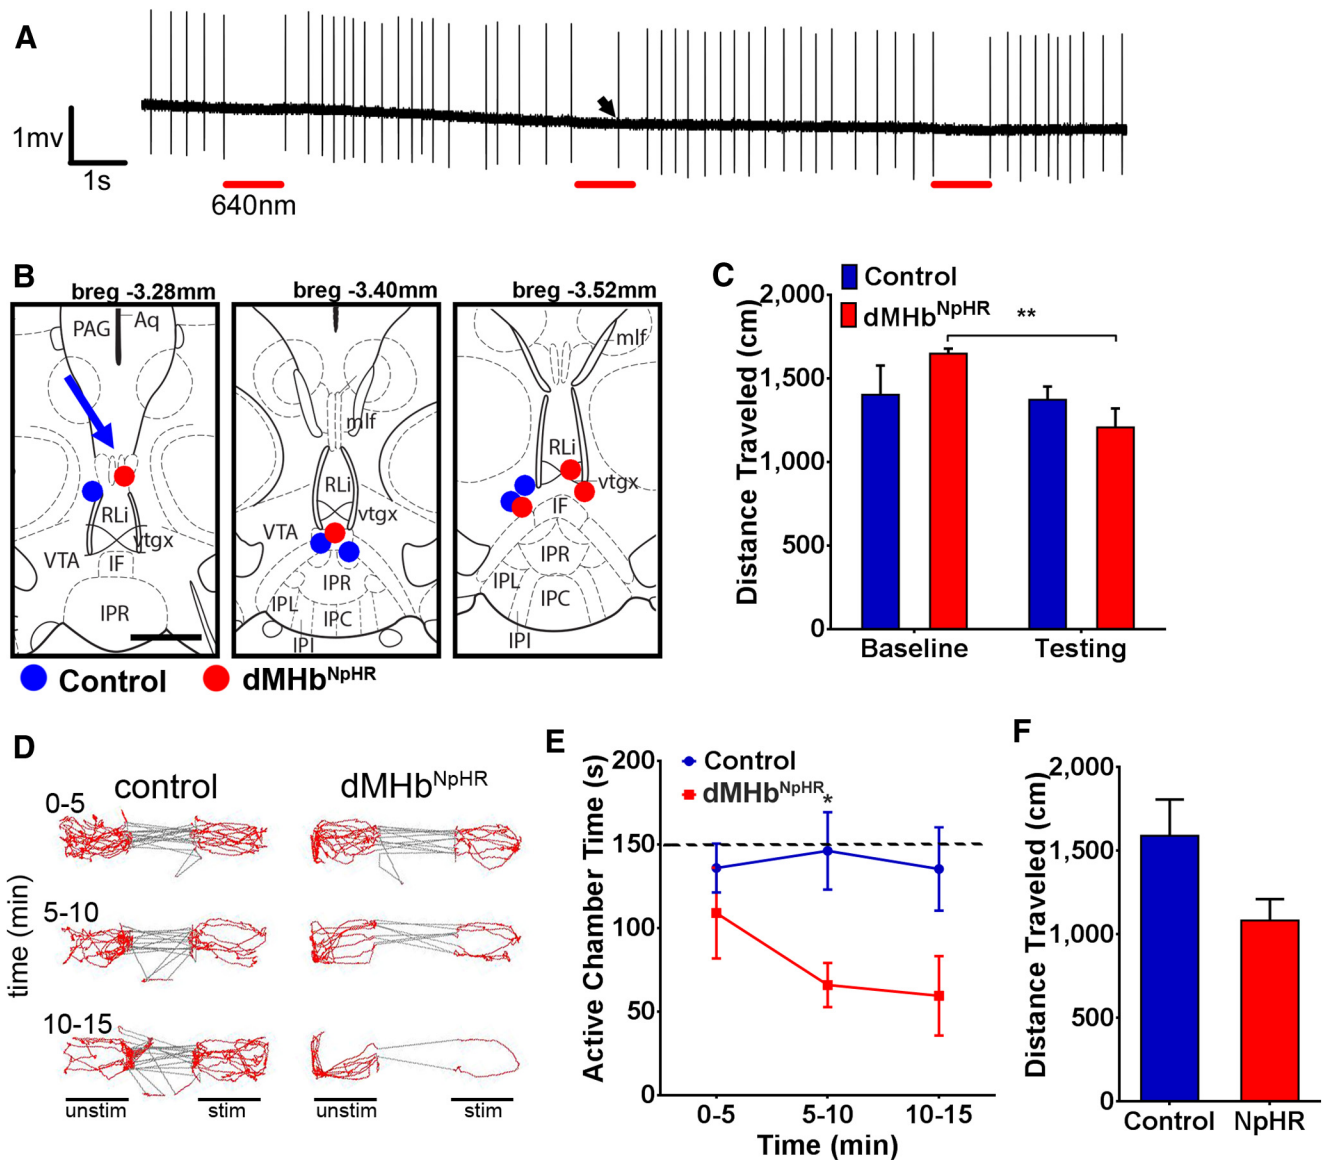 A
1mv
1s
640nm
B
breg -3.28mm
breg -3.40mm
breg -3.52mm
PAG
Aq
RLi
vtgx
VTA
IF
IPR
mlf
RLi
vtgx
VTA
IPR
IPL
IPC
IPI
mlf
RLi
vtgx
IF
IPR
IPL
IPC
IPI
Control
dMHbNpHR
C
Control
dMHbNpHR
**
Distance Traveled (cm)
2,000
1,500
1,000
500
0
Baseline
Testing
D
control
dMHbNpHR
time (min)
0-5
5-10
10-15
unstim
stim
unstim
stim
E
Control
dMHbNpHR
*
Active Chamber Time (s)
200
150
100
50
0
0-5
5-10
10-15
Time (min)
F
Distance Traveled (cm)
2,000
1,500
1,000
500
0
Control
NpHR